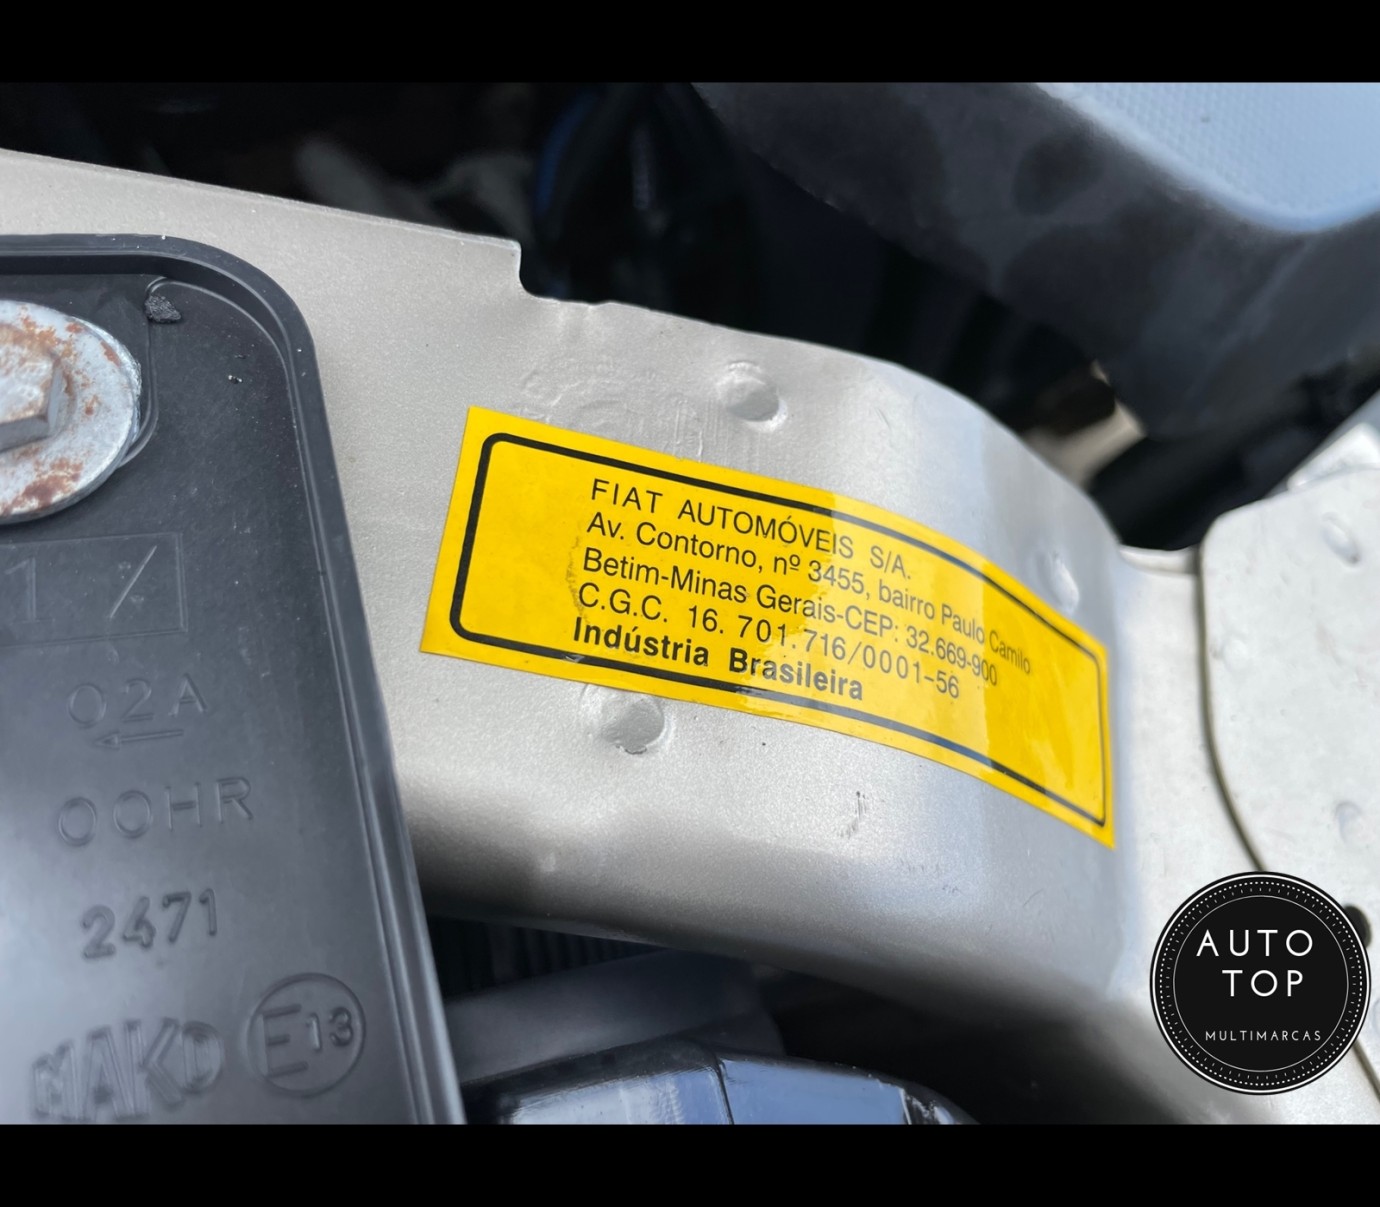 FIAT AUTOMÓVEIS S/A.
Av. Contorno, nº 3455, bairro Paulo Camilo
Betim-Minas Gerais-CEP: 32.669-900
C.G.C. 16. 701.716/0001-56
Indústria Brasileira
17
02A
←
00HR
2471
E13
AUTO
TOP
MULTIMARCAS